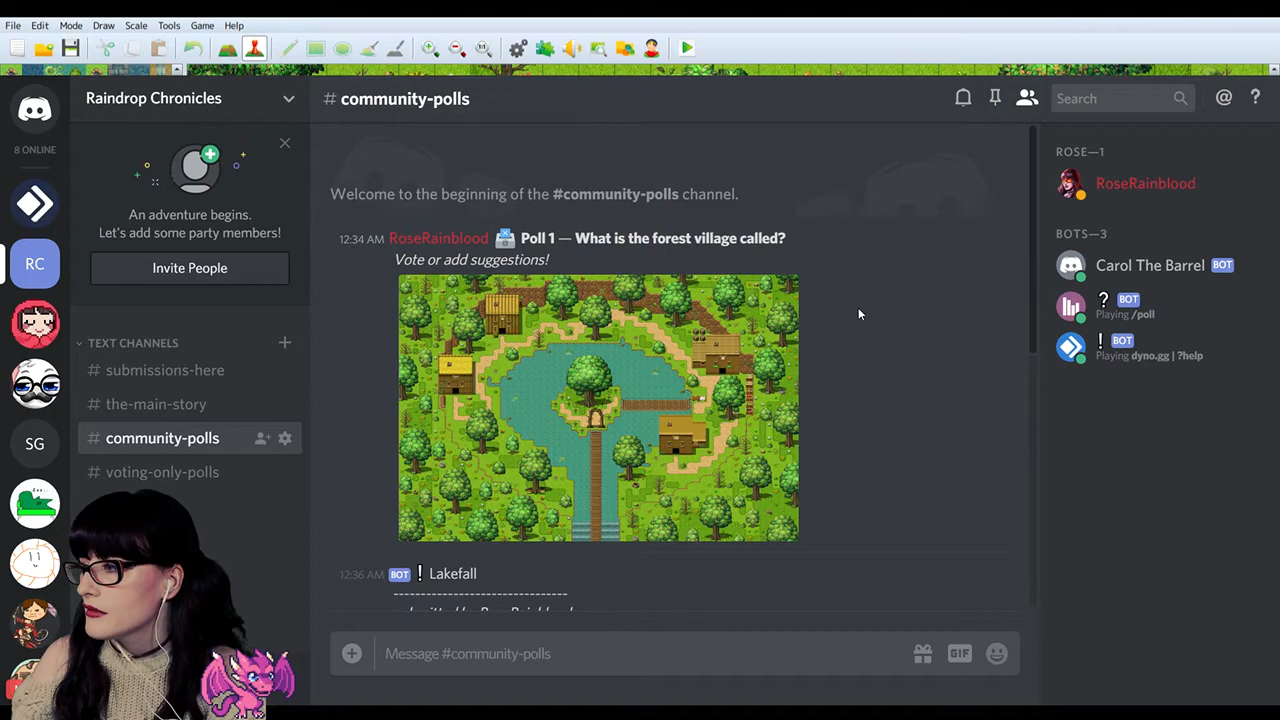 File Edit Mode Draw Scale Tools Game Help
8 ONLINE
RC
SG
Raindrop Chronicles
An adventure begins.
Let's add some party members!
Invite People
TEXT CHANNELS
# submissions-here
# the-main-story
# community-polls
# voting-only-polls
# community-polls
Search
Welcome to the beginning of the #community-polls channel.
12:34 AM RoseRainblood Poll 1 — What is the forest village called?
Vote or add suggestions!
12:36 AM BOT ! Lakefall
--------------------------------
Message #community-polls
GIF
ROSE—1
RoseRainblood
BOTS—3
Carol The Barrel BOT
? BOT
Playing /poll
! BOT
Playing dyno.gg | ?help